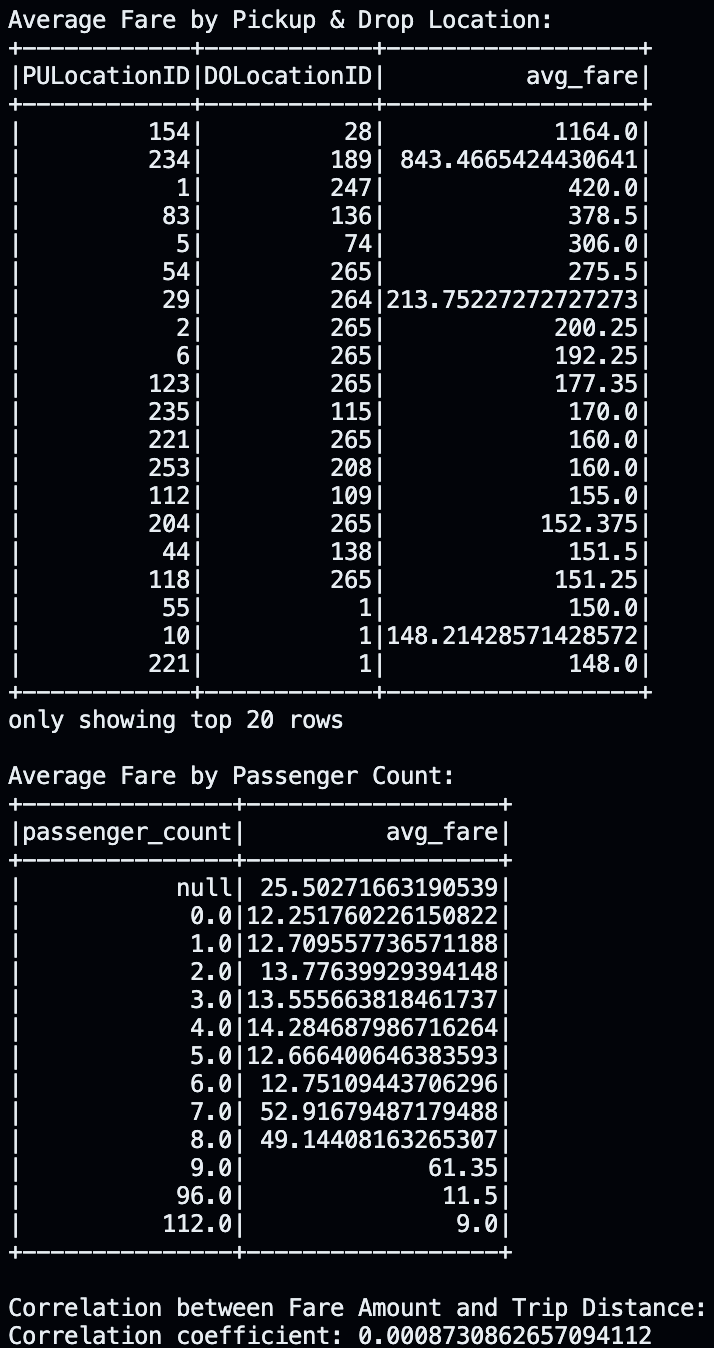 Average Fare by Pickup & Drop Location:
+------------+------------+------------------+
|PULocationID|DOLocationID|          avg_fare|
+------------+------------+------------------+
|         154|          28|            1164.0|
|         234|         189| 843.4665424430641|
|           1|         247|             420.0|
|          83|         136|             378.5|
|           5|          74|             306.0|
|          54|         265|             275.5|
|          29|         264|213.75227272727273|
|           2|         265|            200.25|
|           6|         265|            192.25|
|         123|         265|            177.35|
|         235|         115|             170.0|
|         221|         265|             160.0|
|         253|         208|             160.0|
|         112|         109|             155.0|
|         204|         265|           152.375|
|          44|         138|             151.5|
|         118|         265|            151.25|
|          55|           1|             150.0|
|          10|           1|148.21428571428572|
|         221|           1|             148.0|
+------------+------------+------------------+
only showing top 20 rows
Average Fare by Passenger Count:
+---------------+------------------+
|passenger_count|          avg_fare|
+---------------+------------------+
|           null| 25.50271663190539|
|            0.0|12.251760226150822|
|            1.0|12.709557736571188|
|            2.0| 13.77639929394148|
|            3.0|13.555663818461737|
|            4.0|14.284687986716264|
|            5.0|12.666400646383593|
|            6.0| 12.75109443706296|
|            7.0| 52.91679487179488|
|            8.0| 49.14408163265307|
|            9.0|             61.35|
|           96.0|              11.5|
|          112.0|               9.0|
+---------------+------------------+
Correlation between Fare Amount and Trip Distance:
Correlation coefficient: 0.0008730862657094112